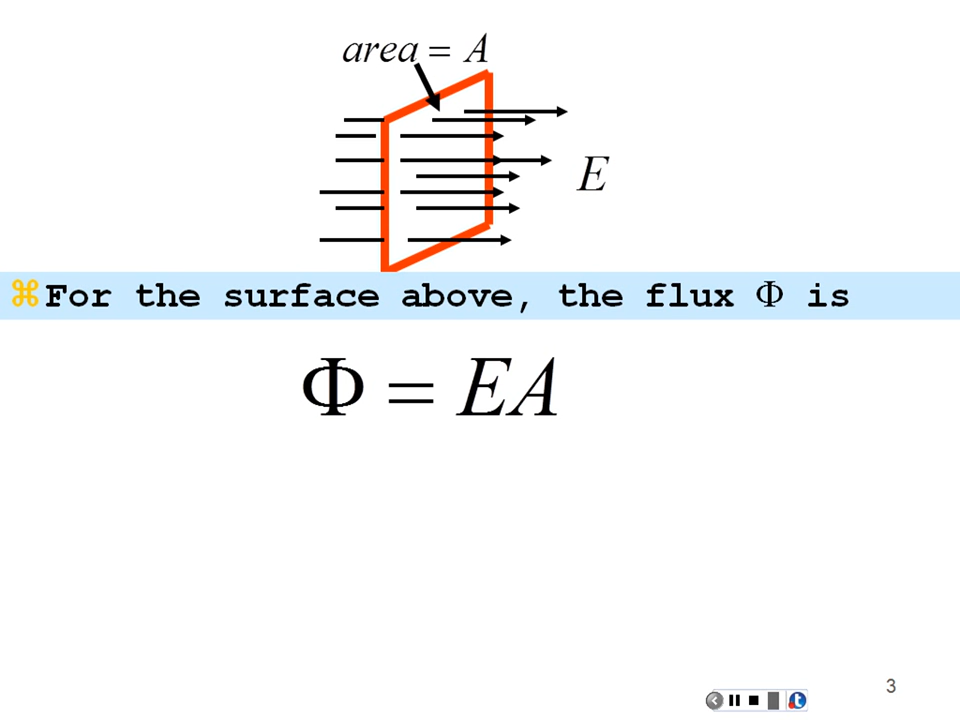 area = A
E
For the surface above, the flux Φ is
Φ = EA
3